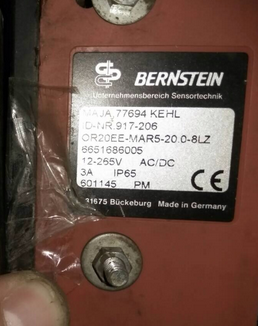 BERNSTEIN
Unternehmensbereich Sensortechnik
MAJA 77694 KEHL
ID-NR.917-206
OR20EE-MAR5-20.0-8LZ
6651686005
12-265V AC/DC
3A IP65
601145 PM
31675 Bückeburg Made in Germany